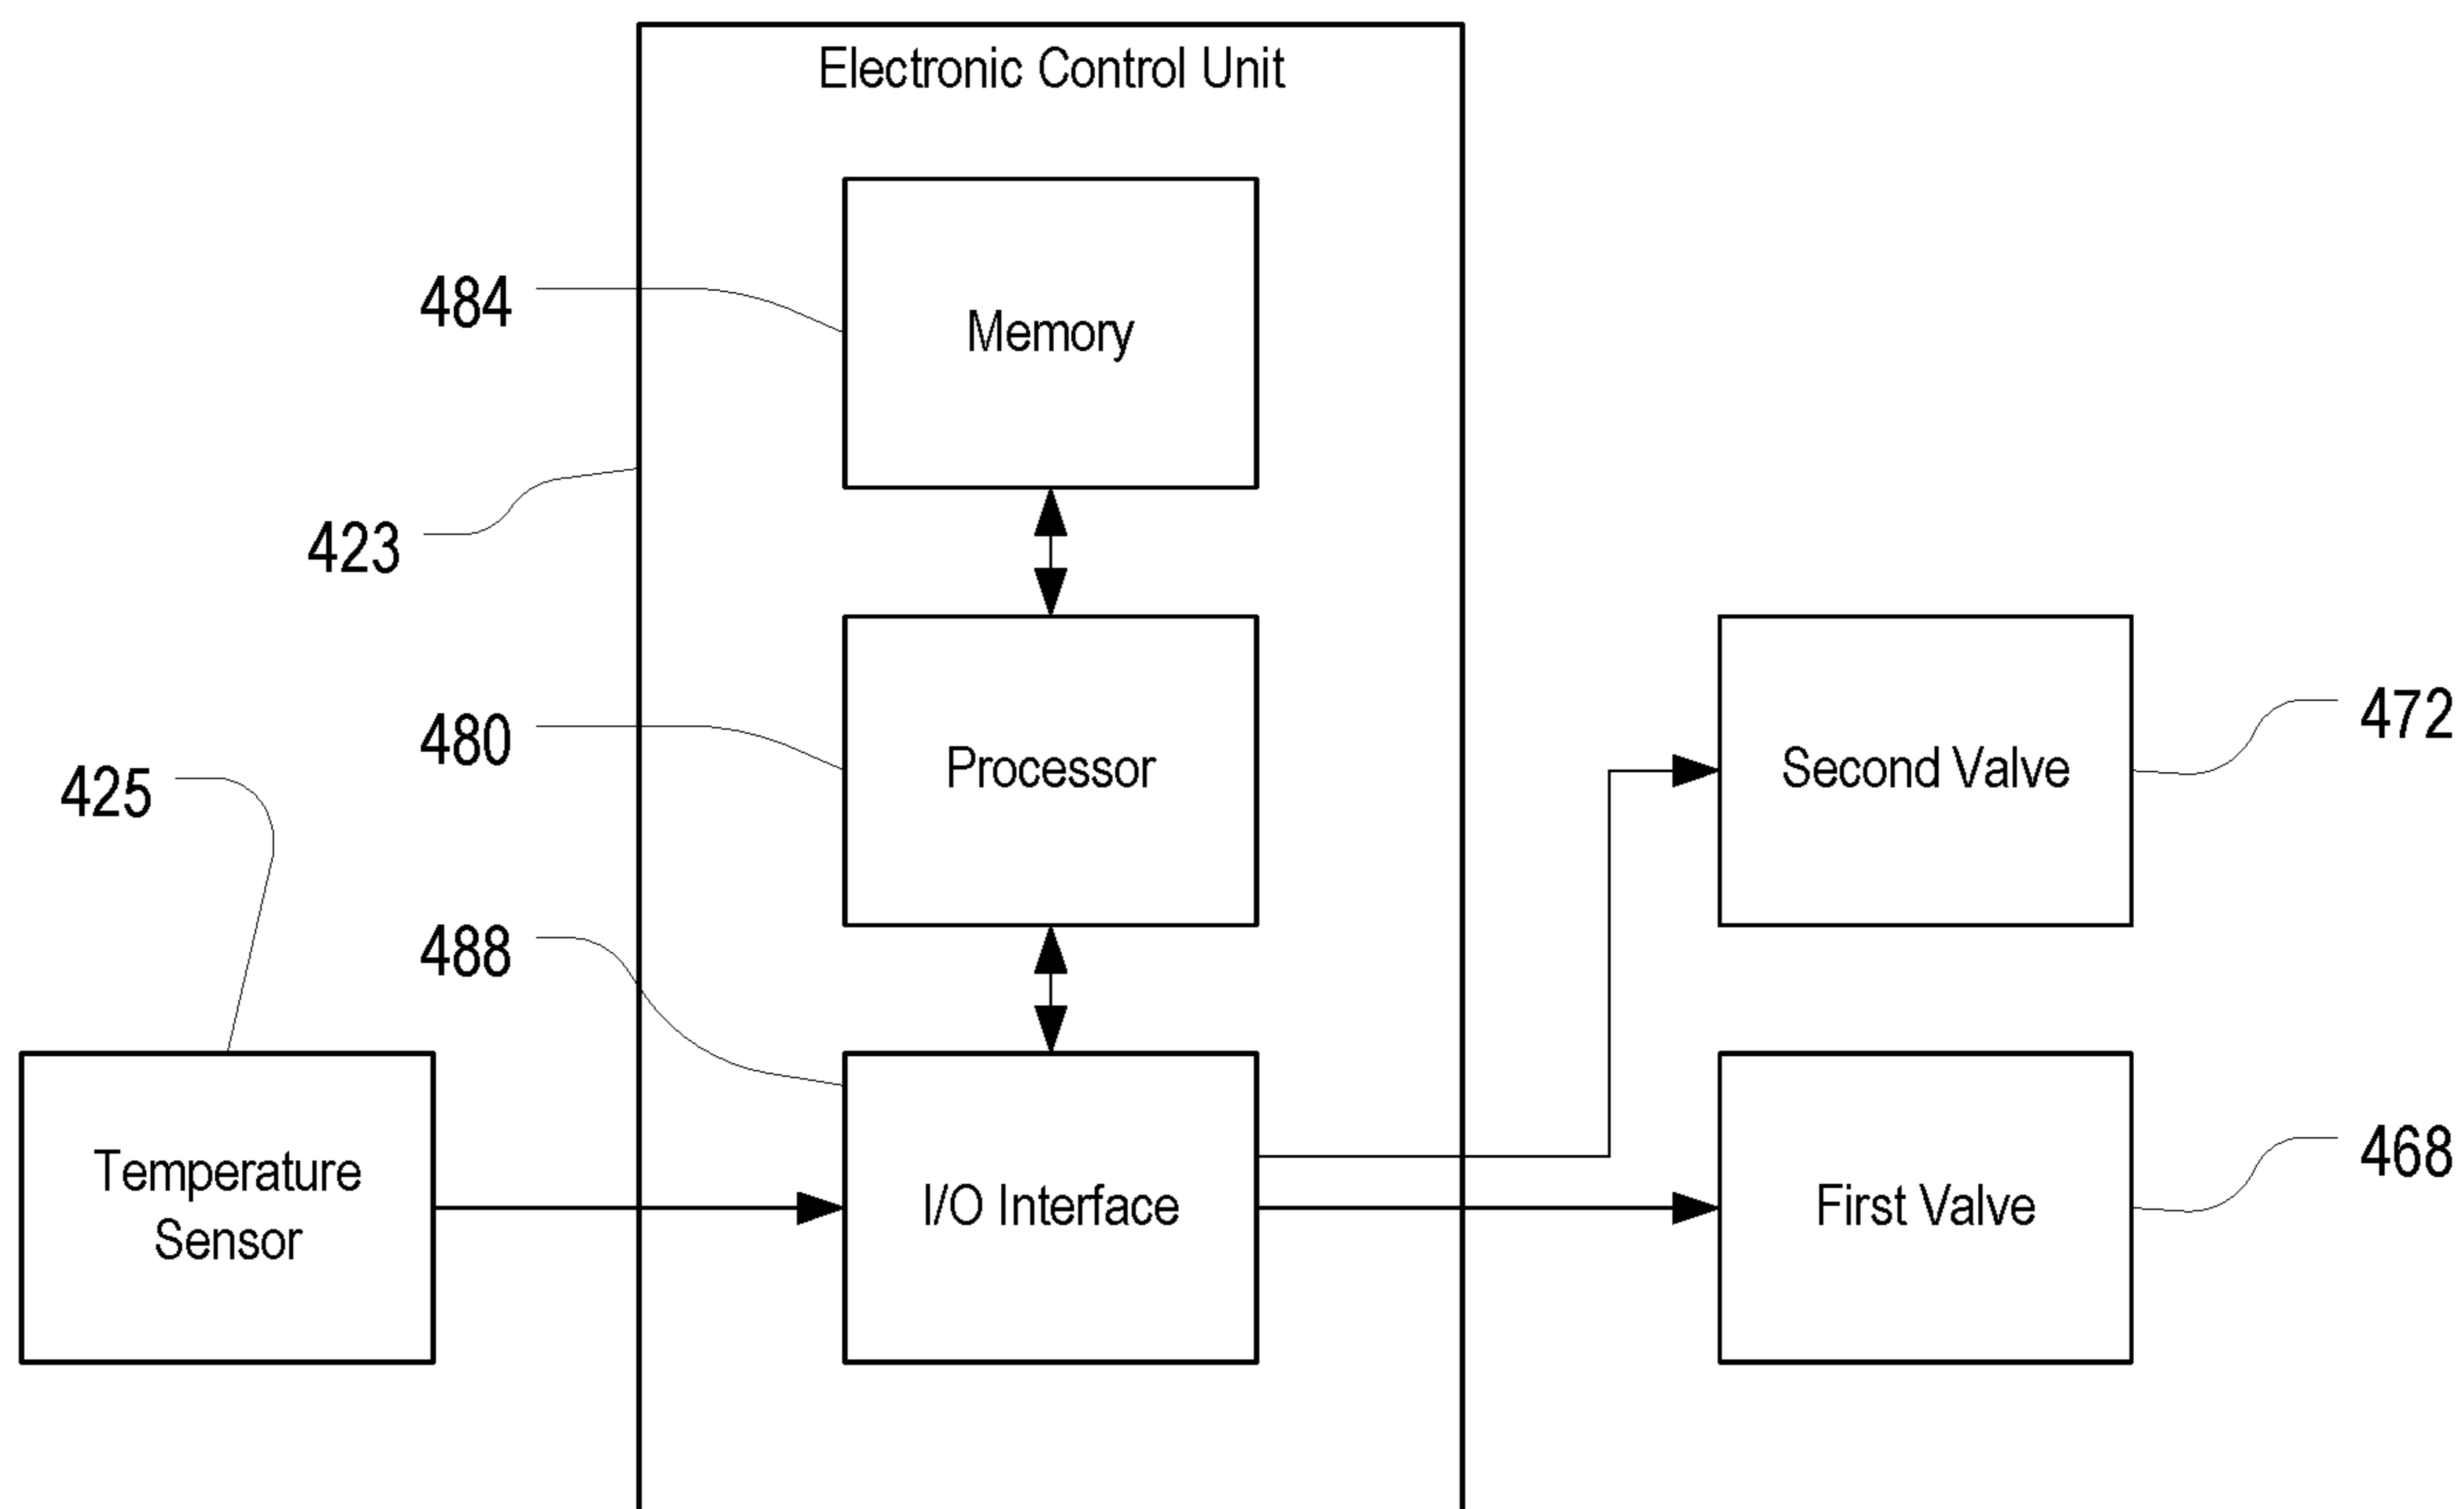 Electronic Control Unit
484
Memory
423
480
Processor
472
Second Valve
425
488
468
Temperature
Sensor
I/O Interface
First Valve